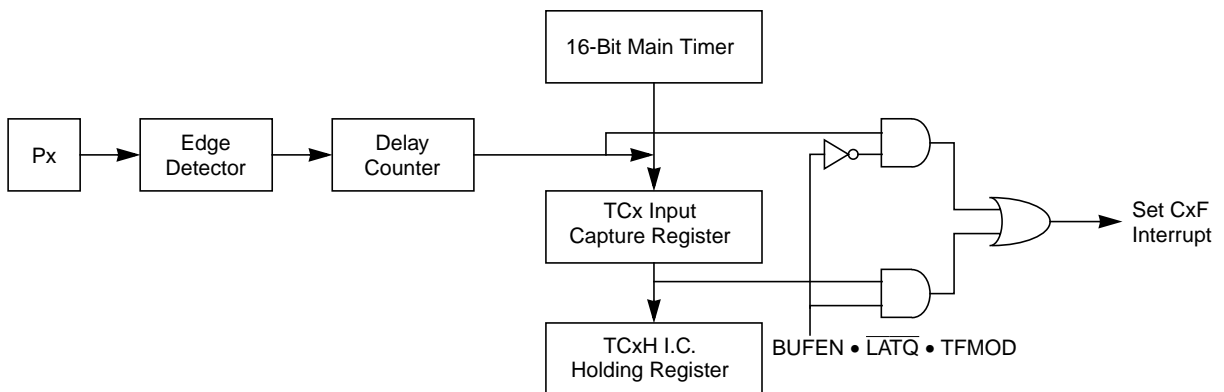 16-Bit Main Timer
Px
Edge
Detector
Delay
Counter
TCx Input
Capture Register
Set CxF
Interrupt
TCxH I.C.
Holding Register
BUFEN • L̅A̅T̅Q̅ • TFMOD